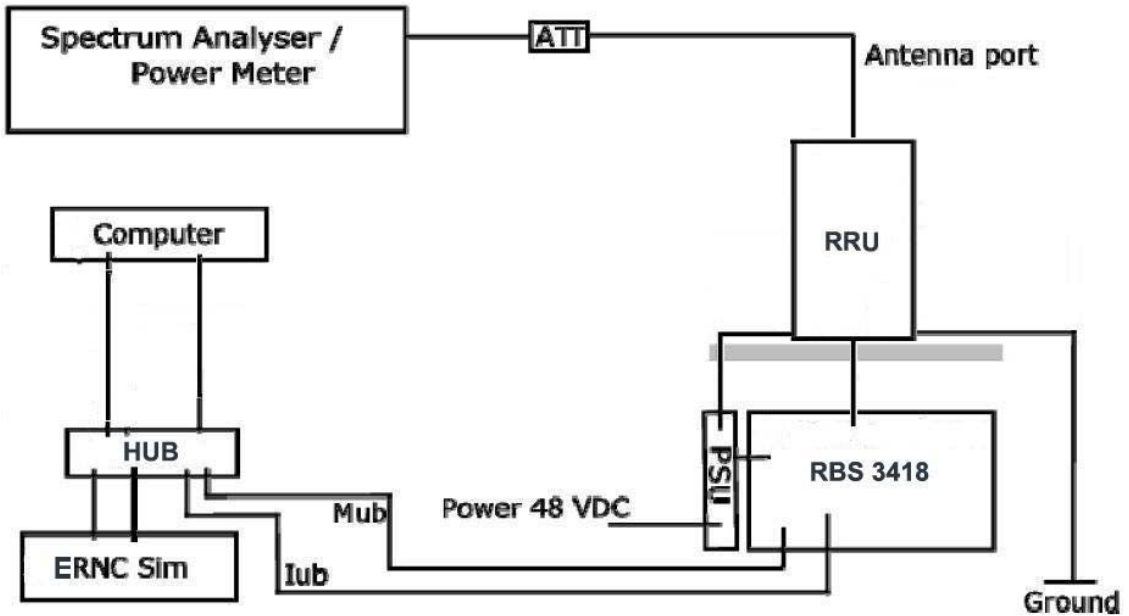 Spectrum Analyser /
Power Meter
ATT
Antenna port
RRU
Computer
HUB
PSU
RBS 3418
Power 48 VDC
Mub
ERNC Sim
Iub
Ground